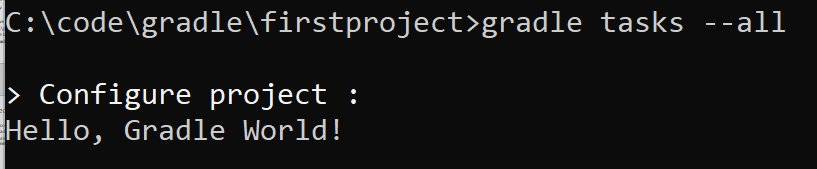 C:\code\gradle\firstproject>gradle tasks --all
> Configure project :
Hello, Gradle World!